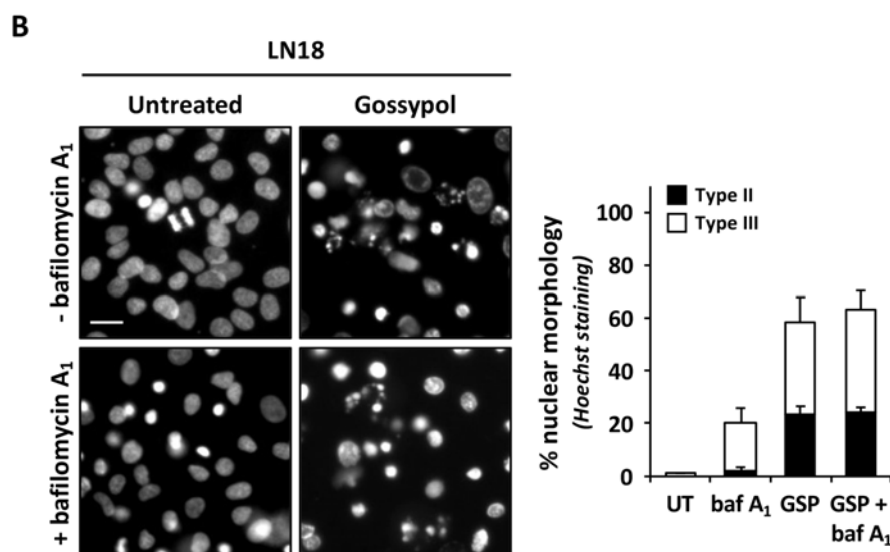 B
LN18
Untreated
Gossypol
- bafilomycin A₁
+ bafilomycin A₁
% nuclear morphology
(Hoechst staining)
Type II
Type III
100
80
60
40
20
0
UT
baf A₁
GSP
GSP +
baf A₁